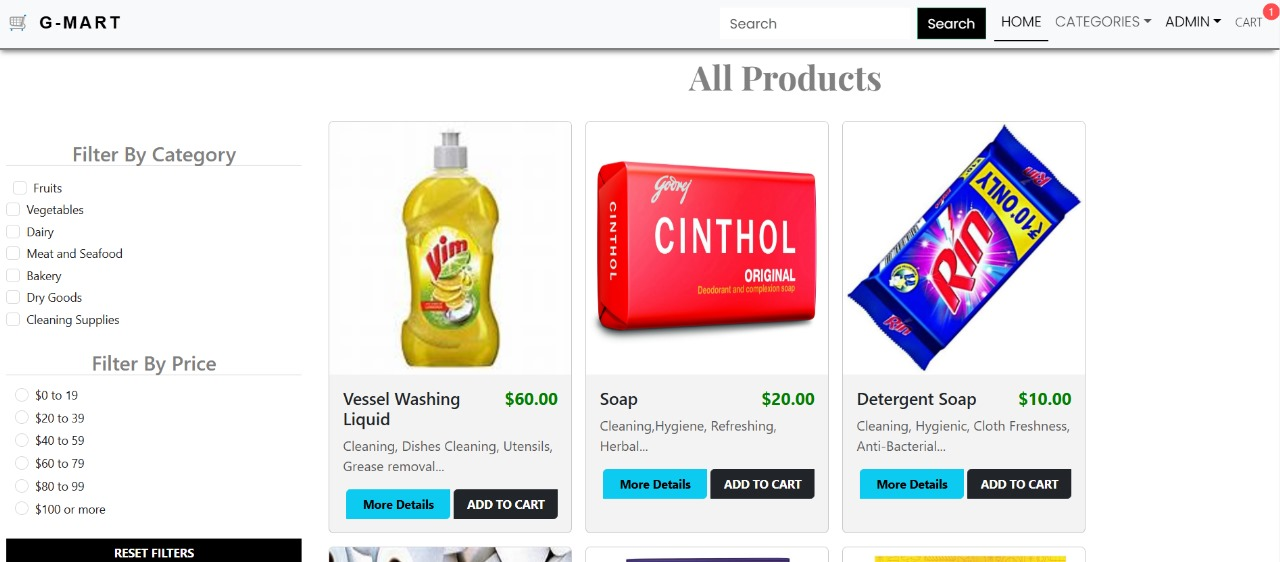 G-MART
Search
Search
HOME
CATEGORIES
ADMIN
CART
1
All Products
Filter By Category
Fruits
Vegetables
Dairy
Meat and Seafood
Bakery
Dry Goods
Cleaning Supplies
Filter By Price
$0 to 19
$20 to 39
$40 to 59
$60 to 79
$80 to 99
$100 or more
RESET FILTERS
Vim
Vessel Washing
Liquid
$60.00
Cleaning, Dishes Cleaning, Utensils,
Grease removal...
More Details
ADD TO CART
Godrej
CINTHOL
CINTHOL
ORIGINAL
Deodorant and complexion soap
Soap
$20.00
Cleaning,Hygiene, Refreshing,
Herbal...
More Details
ADD TO CART
Rin
₹10 ONLY
Rin
Rin
Detergent Soap
$10.00
Cleaning, Hygienic, Cloth Freshness,
Anti-Bacterial...
More Details
ADD TO CART